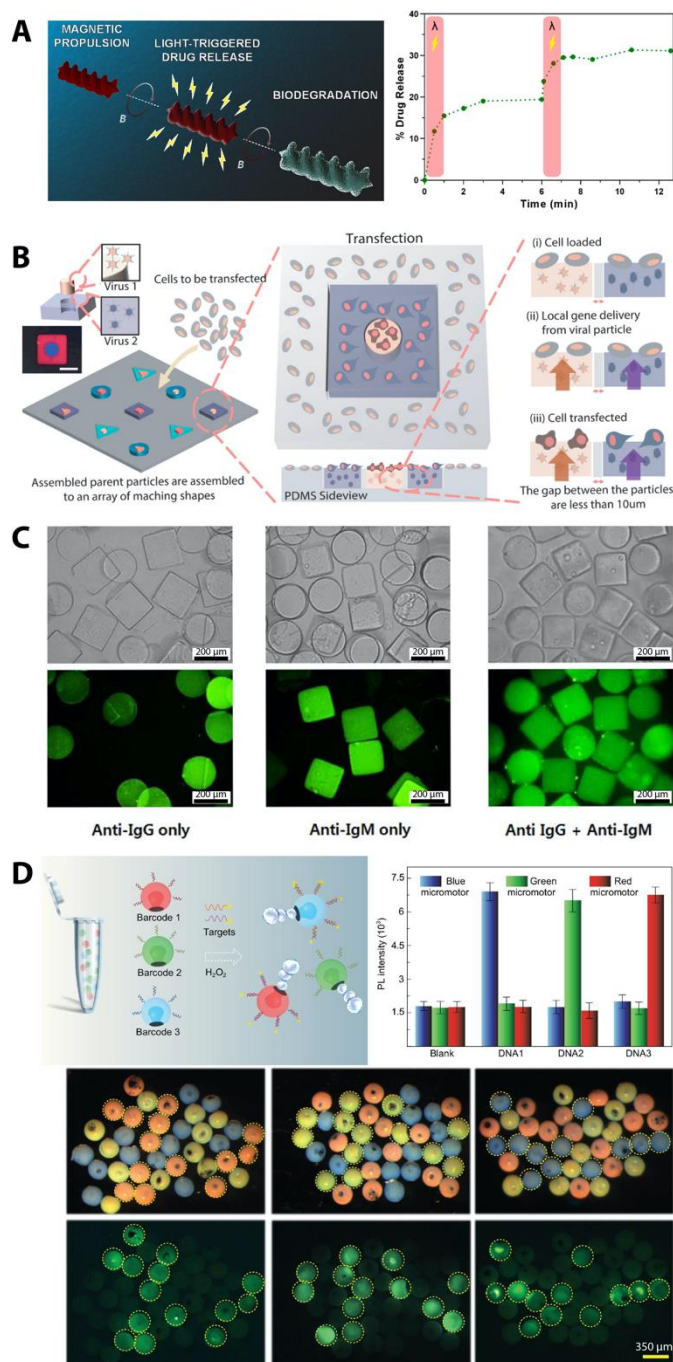 A
MAGNETIC
PROPULSION
LIGHT-TRIGGERED
DRUG RELEASE
BIODEGRADATION
B
B
% Drug Release
40
30
20
10
0
λ
λ
0
2
4
6
8
10
12
Time (min)
B
Virus 1
Virus 2
Cells to be transfected
Assembled parent particles are assembled
to an array of maching shapes
Transfection
PDMS Sideview
(i) Cell loaded
(ii) Local gene delivery
from viral particle
(iii) Cell transfected
The gap between the particles
are less than 10um
C
200 µm
200 µm
200 µm
200 µm
200 µm
200 µm
Anti-IgG only
Anti-IgM only
Anti IgG + Anti-IgM
D
Barcode 1
Barcode 2
Barcode 3
Targets
H₂O₂
PL intensity (10³)
7.5
6.0
4.5
3.0
1.5
Blue
micromotor
Green
micromotor
Red
micromotor
Blank
DNA1
DNA2
DNA3
350 µm